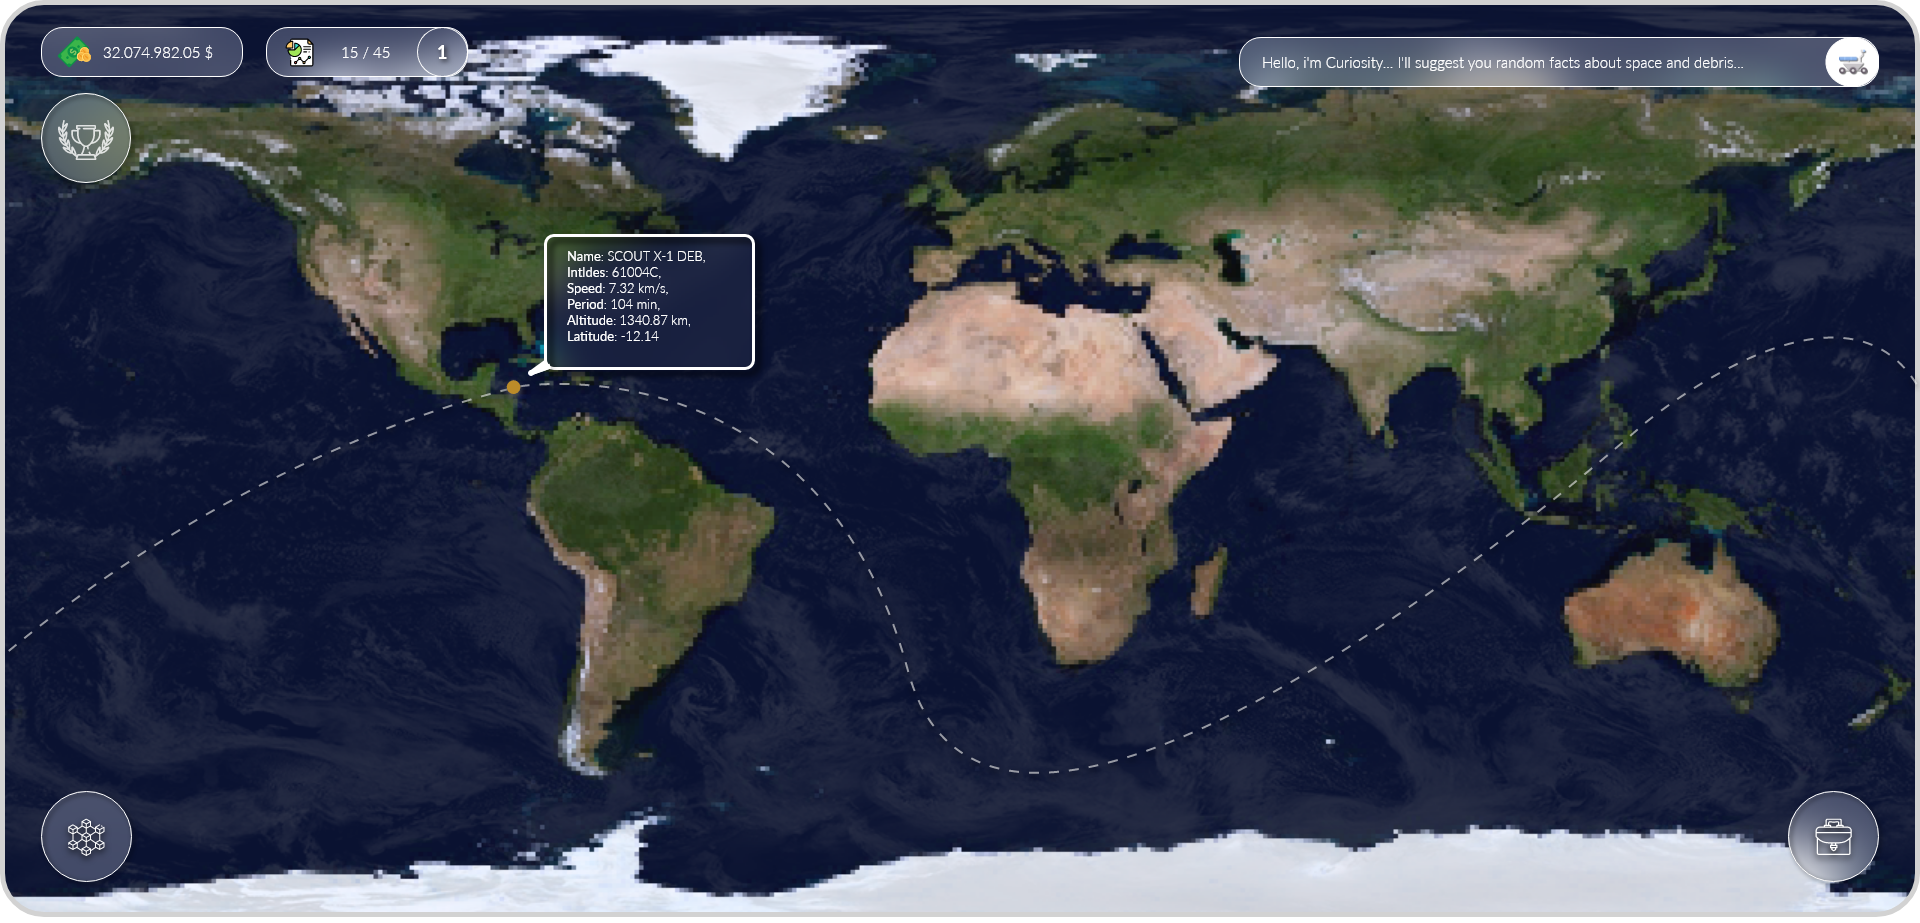 32.074.982.05 $
15 / 45
1
Hello, i'm Curiosity... I'll suggest you random facts about space and debris...
Name: SCOUT X-1 DEB,
Intldes: 61004C,
Speed: 7.32 km/s,
Period: 104 min,
Altitude: 1340.87 km,
Latitude: -12.14